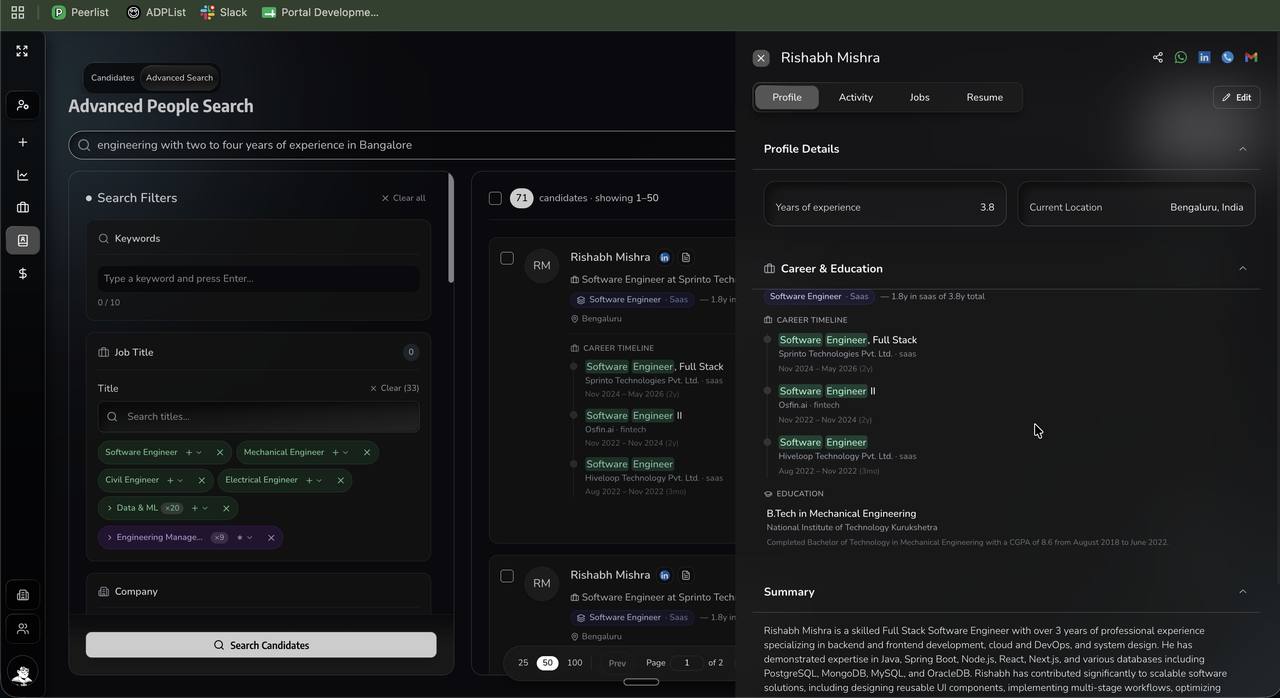 Peerlist
ADPList
Slack
Portal Developme...
Candidates
Advanced Search
Advanced People Search
engineering with two to four years of experience in Bangalore
Search Filters
Clear all
Keywords
Type a keyword and press Enter...
0 / 10
Job Title
0
Title
Clear (33)
Search titles...
Software Engineer
Mechanical Engineer
Civil Engineer
Electrical Engineer
Data & ML ×20
Engineering Manage... ×9
Company
Search Candidates
71 candidates · showing 1–50
RM
Rishabh Mishra
Software Engineer at Sprinto Tech
Software Engineer · Saas — 1.8y in
Bengaluru
CAREER TIMELINE
Software Engineer, Full Stack
Sprinto Technologies Pvt. Ltd. · saas
Nov 2024 – May 2026 (2y)
Software Engineer II
Osfin.ai · fintech
Nov 2022 – Nov 2024 (2y)
Software Engineer
Hiveloop Technology Pvt. Ltd. · saas
Aug 2022 – Nov 2022 (3mo)
RM
Rishabh Mishra
Software Engineer at Sprinto Tech
Software Engineer · Saas — 1.8y in
Bengaluru
25 50 100 Prev Page 1 of 2
Rishabh Mishra
Profile
Activity
Jobs
Resume
Edit
Profile Details
Years of experience 3.8
Current Location Bengaluru, India
Career & Education
Software Engineer · Saas — 1.8y in saas of 3.8y total
CAREER TIMELINE
Software Engineer, Full Stack
Sprinto Technologies Pvt. Ltd. · saas
Nov 2024 – May 2026 (2y)
Software Engineer II
Osfin.ai · fintech
Nov 2022 – Nov 2024 (2y)
Software Engineer
Hiveloop Technology Pvt. Ltd. · saas
Aug 2022 – Nov 2022 (3mo)
EDUCATION
B.Tech in Mechanical Engineering
National Institute of Technology Kurukshetra
Completed Bachelor of Technology in Mechanical Engineering with a CGPA of 8.6 from August 2018 to June 2022.
Summary
Rishabh Mishra is a skilled Full Stack Software Engineer with over 3 years of professional experience
specializing in backend and frontend development, cloud and DevOps, and system design. He has
demonstrated expertise in Java, Spring Boot, Node.js, React, Next.js, and various databases including
PostgreSQL, MongoDB, MySQL, and OracleDB. Rishabh has contributed significantly to scalable software
solutions, including designing reusable UI components, implementing multi-stage workflows, optimizing